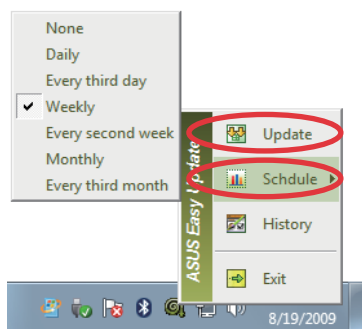 None
Daily
Every third day
Weekly
Every second week
Monthly
Every third month
ASUS Easy Update
Update
Schdule
History
Exit
8/19/2009